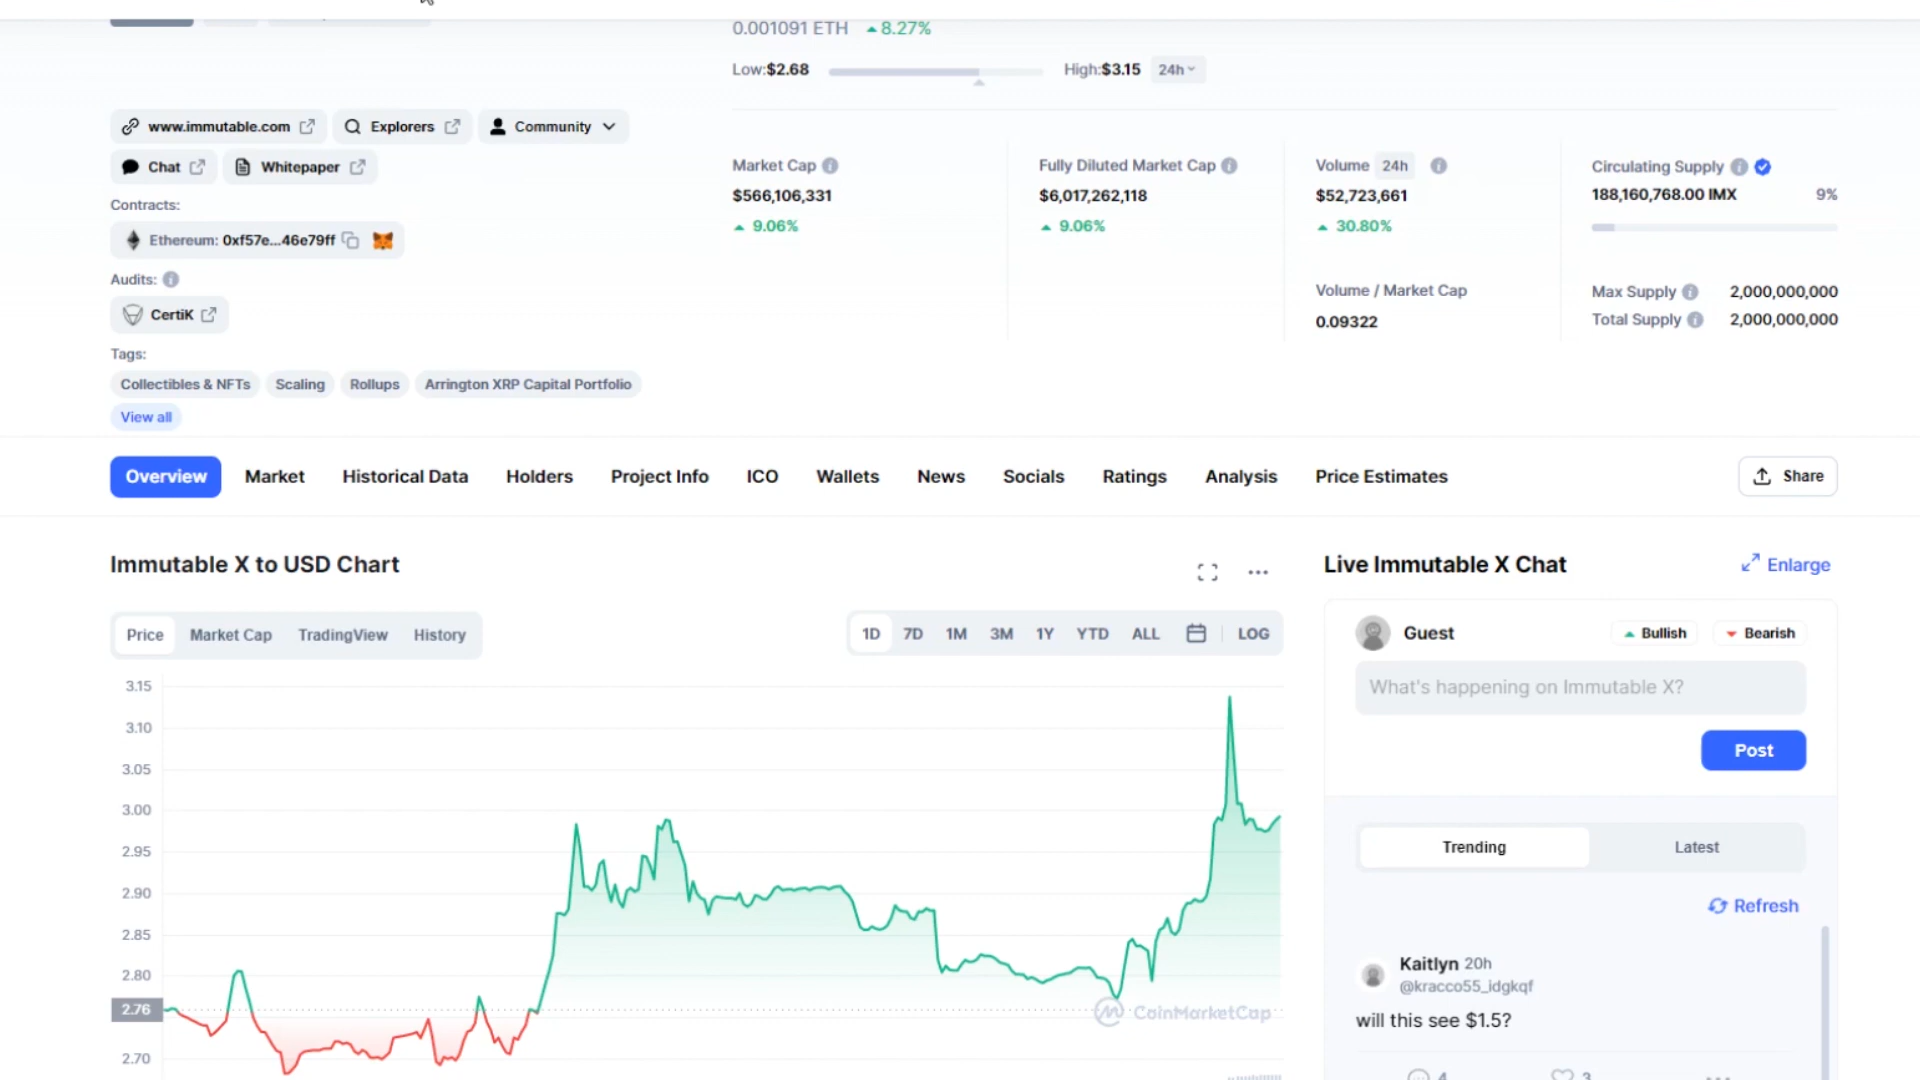 0.001091 ETH 8.27%
Low:$2.68 High:$3.15 24h
www.immutable.com Explorers Community
Chat Whitepaper
Contracts:
Ethereum: 0xf57e...46e79ff
Audits:
CertiK
Tags:
Collectibles & NFTs Scaling Rollups Arrington XRP Capital Portfolio
View all
Market Cap
$566,106,331
9.06%
Fully Diluted Market Cap
$6,017,262,118
9.06%
Volume 24h
$52,723,661
30.80%
Volume / Market Cap
0.09322
Circulating Supply
188,160,768.00 IMX 9%
Max Supply 2,000,000,000
Total Supply 2,000,000,000
Overview Market Historical Data Holders Project Info ICO Wallets News Socials Ratings Analysis Price Estimates Share
Immutable X to USD Chart
Price Market Cap TradingView History 1D 7D 1M 3M 1Y YTD ALL LOG
3.15
3.10
3.05
3.00
2.95
2.90
2.85
2.80
2.76
2.70
CoinMarketCap
Live Immutable X Chat Enlarge
Guest Bullish Bearish
What's happening on Immutable X?
Post
Trending Latest
Refresh
Kaitlyn 20h
@kracco55_idgkqf
will this see $1.5?
4 3